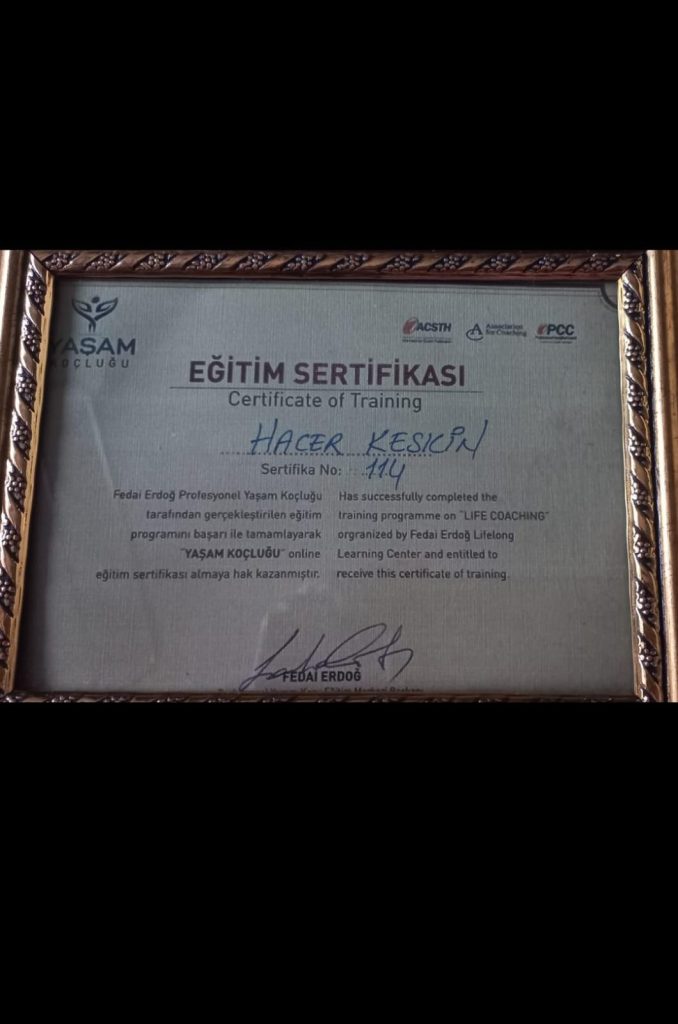 YAŞAM
KOÇLUĞU
ACSTH
Association
for Coaching
PCC
EĞİTİM SERTİFİKASI
Certificate of Training
HACER KESKİN
Sertifika No: 114
Fedai Erdoğ Profesyonel Yaşam Koçluğu
tarafından gerçekleştirilen eğitim
programını başarı ile tamamlayarak
"YAŞAM KOÇLUĞU" online
eğitim sertifikası almaya hak kazanmıştır.
Has successfully completed the
training programme on "LIFE COACHING"
orgranized by Fedai Erdoğ Lifelong
Learning Center and entitled to
receive this certificate of training.
FEDAİ ERDOĞ